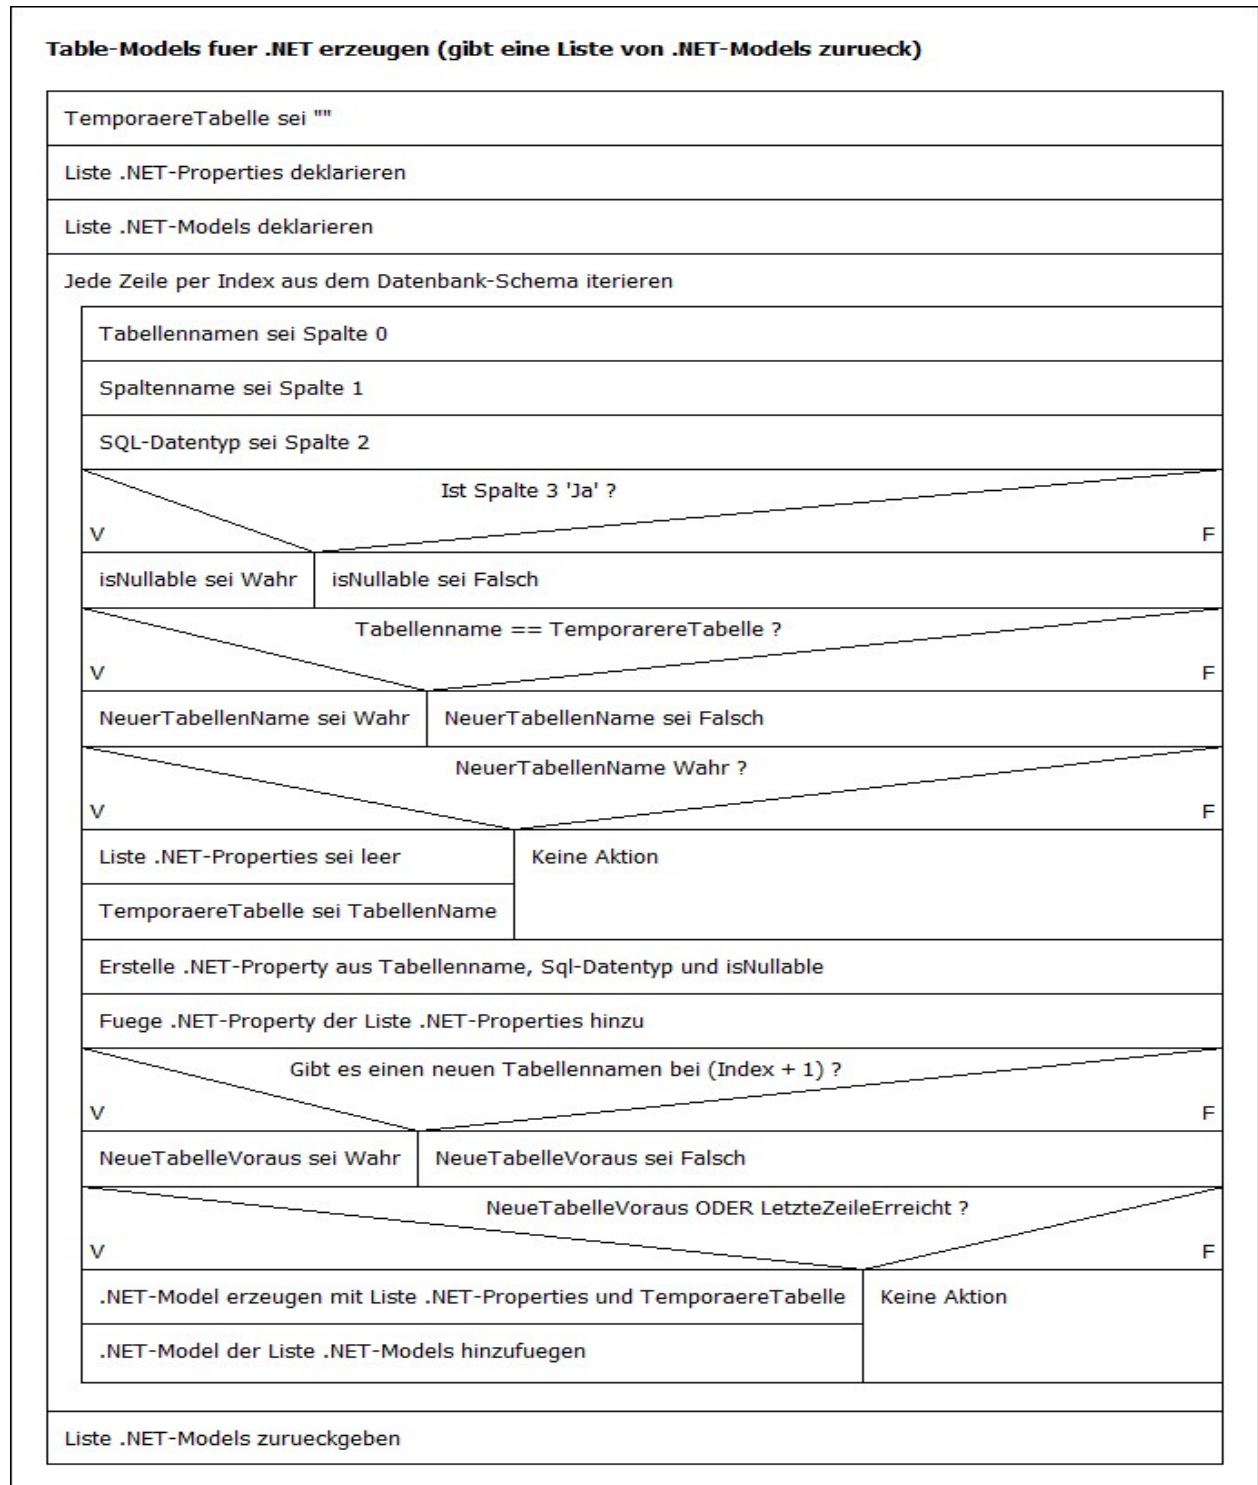 Table-Models fuer .NET erzeugen (gibt eine Liste von .NET-Models zurueck)
TemporaereTabelle sei ""
Liste .NET-Properties deklarieren
Liste .NET-Models deklarieren
Jede Zeile per Index aus dem Datenbank-Schema iterieren
Tabellennamen sei Spalte 0
Spaltenname sei Spalte 1
SQL-Datentyp sei Spalte 2
Ist Spalte 3 'Ja' ?
V F
isNullable sei Wahr isNullable sei Falsch
Tabellenname == TemporarereTabelle ?
V F
NeuerTabellenName sei Wahr NeuerTabellenName sei Falsch
NeuerTabellenName Wahr ?
V F
Liste .NET-Properties sei leer Keine Aktion
TemporaereTabelle sei TabellenName
Erstelle .NET-Property aus Tabellenname, Sql-Datentyp und isNullable
Fuege .NET-Property der Liste .NET-Properties hinzu
Gibt es einen neuen Tabellennamen bei (Index + 1) ?
V F
NeueTabelleVoraus sei Wahr NeueTabelleVoraus sei Falsch
NeueTabelleVoraus ODER LetzteZeileErreicht ?
V F
.NET-Model erzeugen mit Liste .NET-Properties und TemporaereTabelle Keine Aktion
.NET-Model der Liste .NET-Models hinzufuegen
Liste .NET-Models zurueckgeben